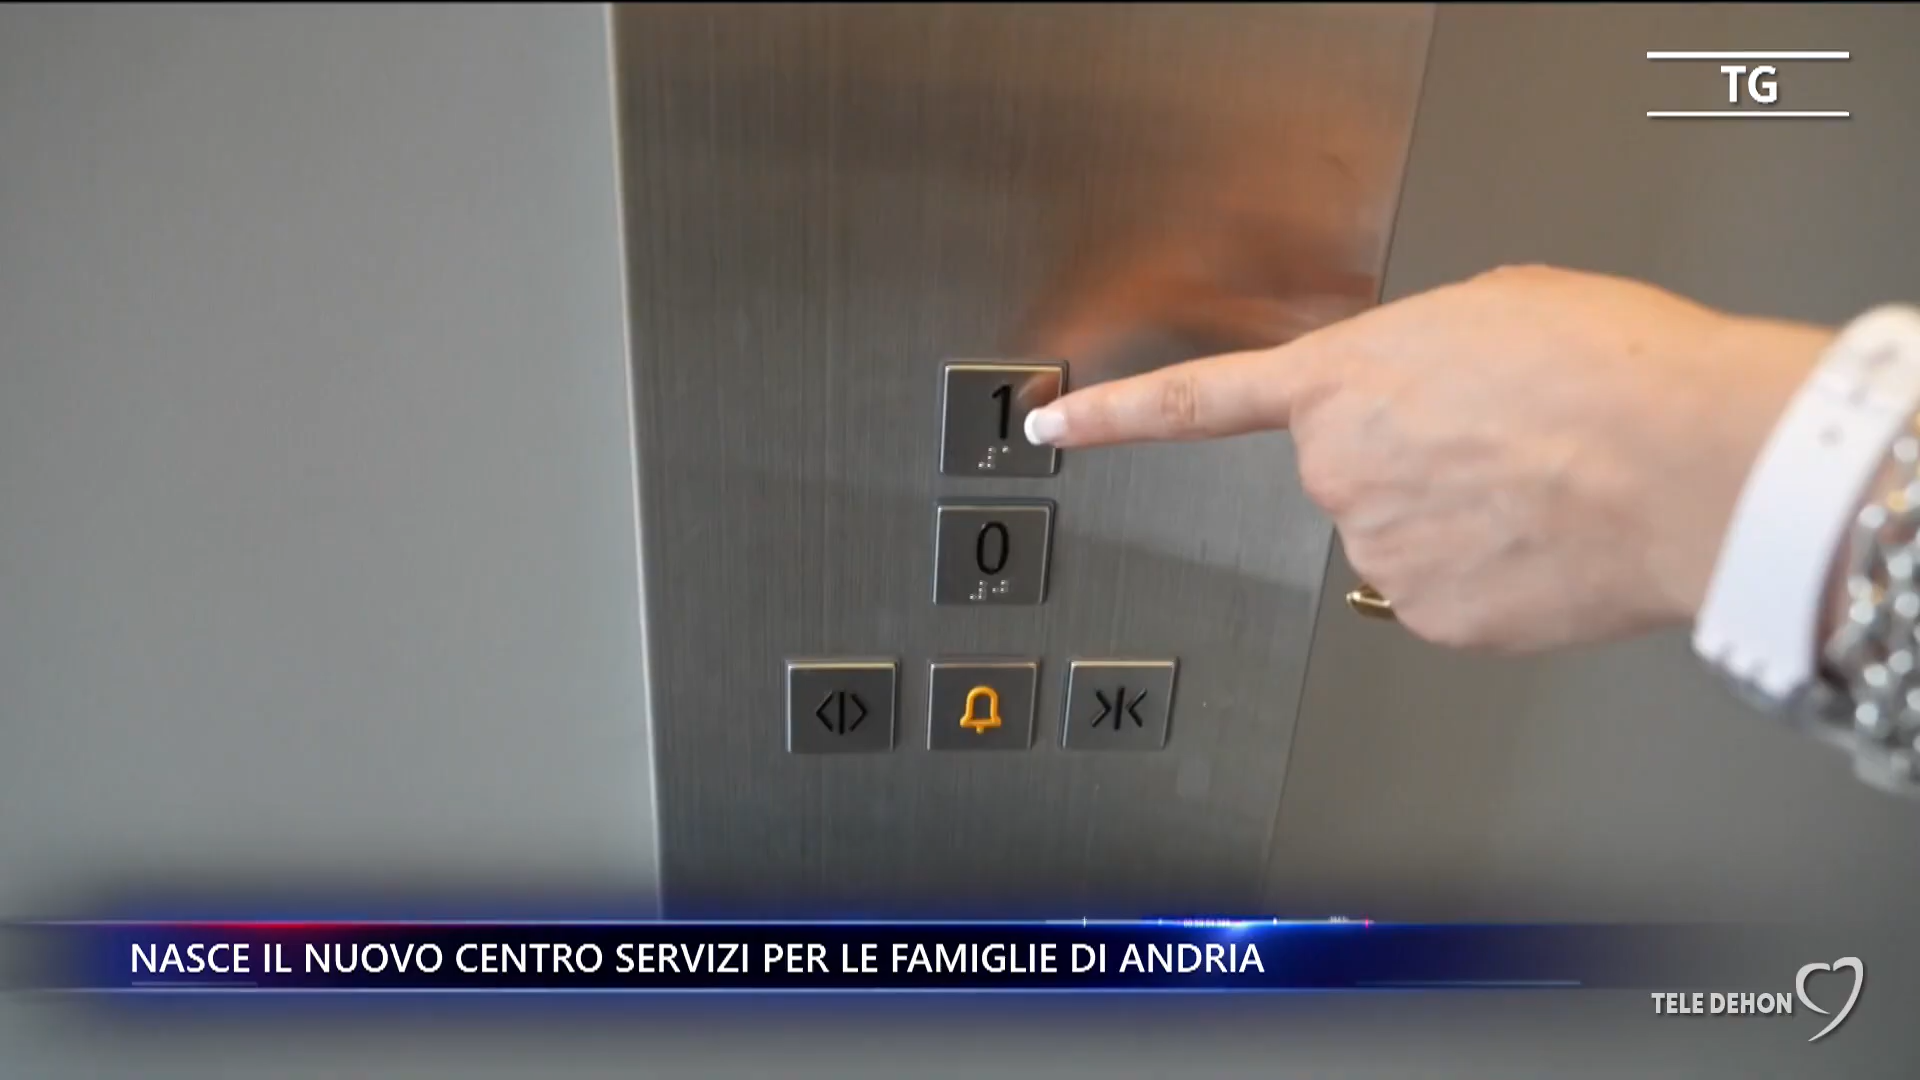 TG
1
0
NASCE IL NUOVO CENTRO SERVIZI PER LE FAMIGLIE DI ANDRIA
TELE DEHON